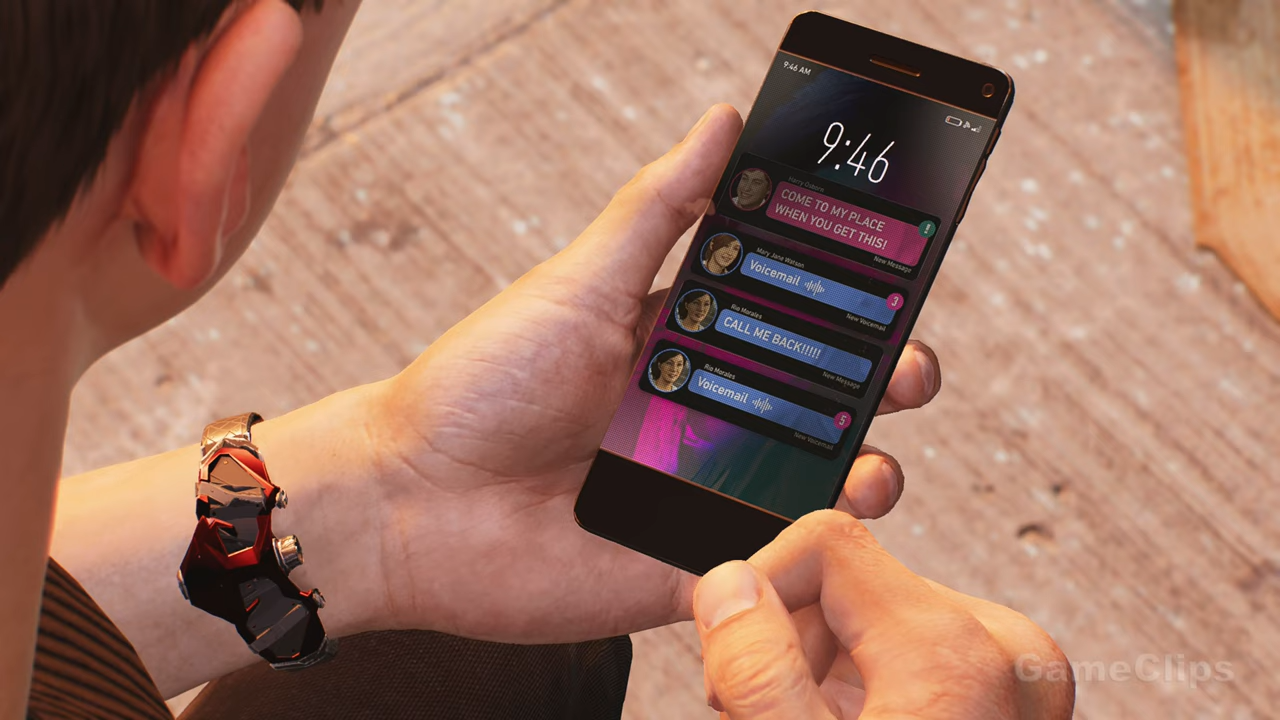 9:46 AM
9:46
Harry Osborn
COME TO MY PLACE
WHEN YOU GET THIS!
!
New Message
Mary Jane Watson
Voicemail
3
New Voicemail
Rio Morales
CALL ME BACK!!!!!
New Message
Rio Morales
Voicemail
5
New Voicemail
GameClips